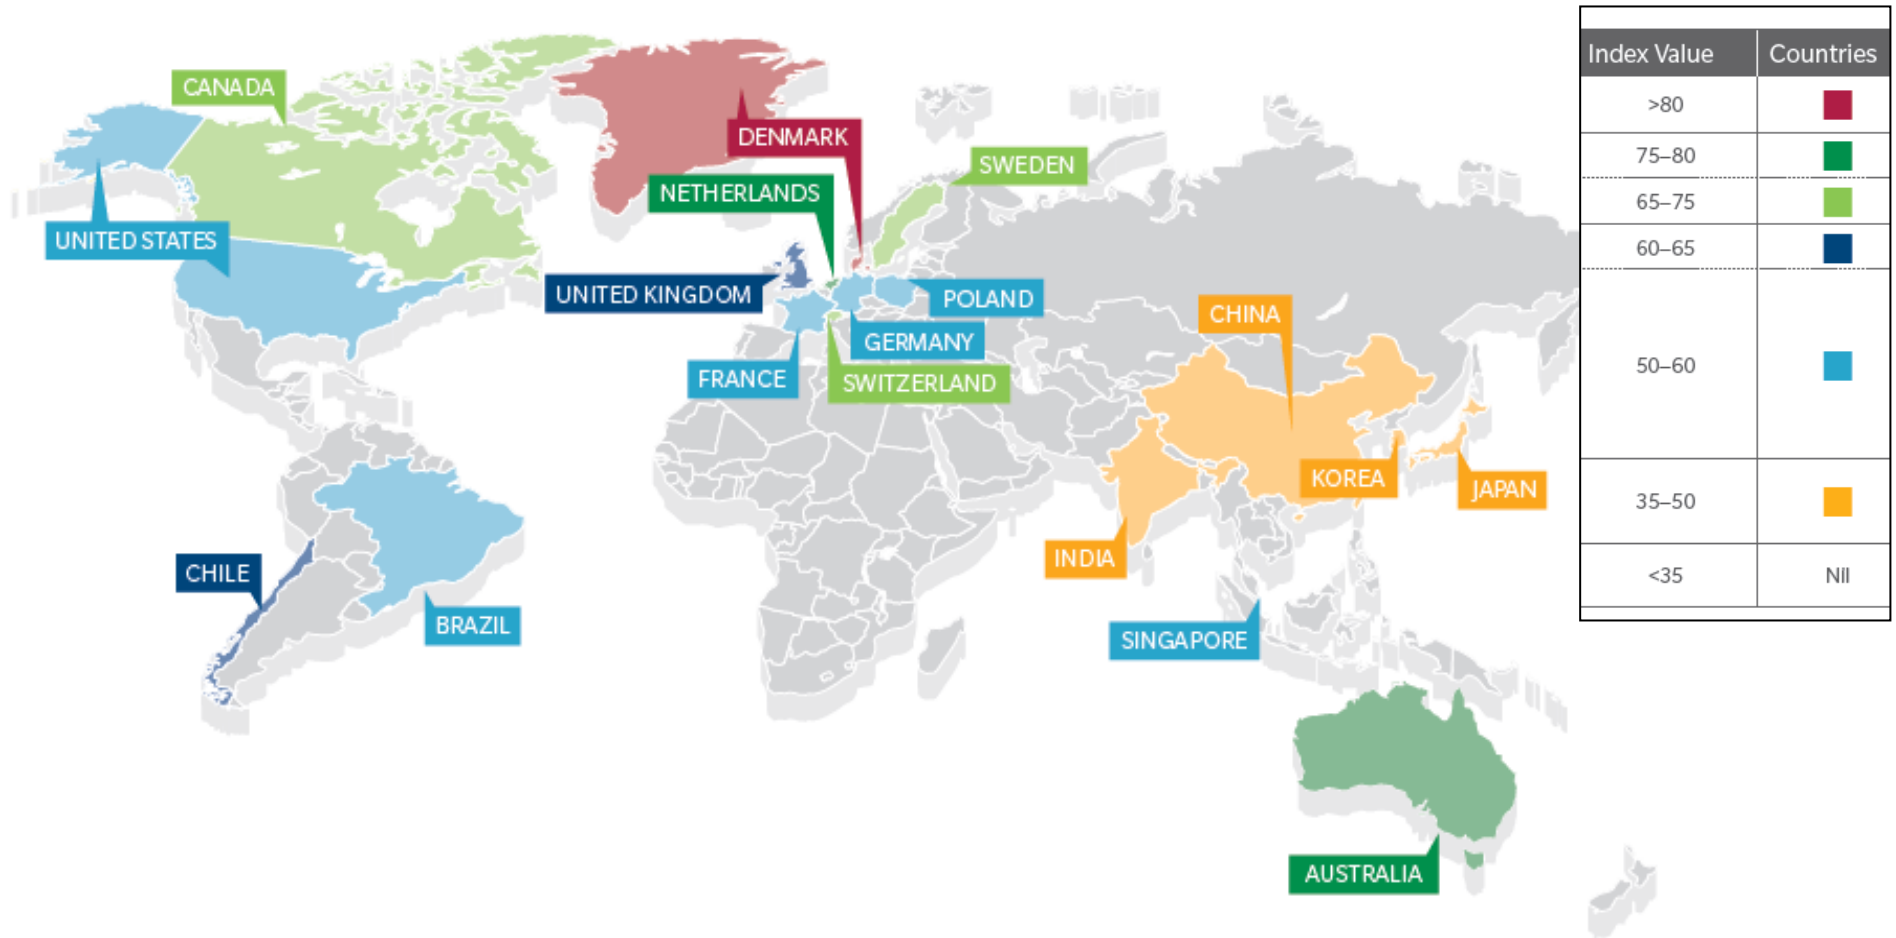 CANADA
DENMARK
SWEDEN
NETHERLANDS
UNITED STATES
UNITED KINGDOM
POLAND
CHINA
GERMANY
FRANCE
SWITZERLAND
KOREA
JAPAN
INDIA
CHILE
BRAZIL
SINGAPORE
AUSTRALIA
Index Value Countries
>80
75–80
65–75
60–65
50–60
35–50
<35 Nil